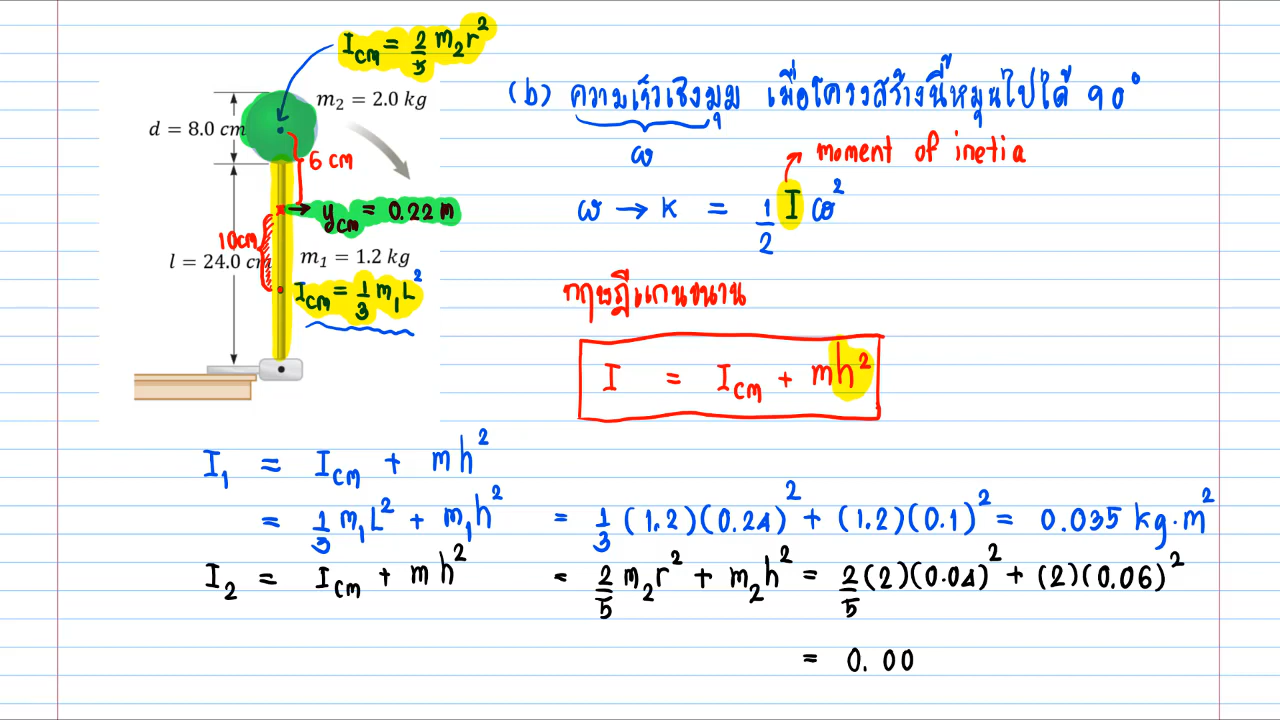 I_cm = 2/5 m₂r²
m₂ = 2.0 kg
d = 8.0 cm
6 cm
y_cm = 0.22 m
10cm
l = 24.0 cm
m₁ = 1.2 kg
I_cm = 1/3 m₁L²
(b) ความเร็วเชิงมุม เมื่อโครงสร้างนี้หมุนไปได้ 90°
ω
moment of inetia
ω → K = 1/2 I ω²
ทฤษฎีแกนขนาน
I = I_cm + mh²
I₁ = I_cm + mh²
= 1/3 m₁L² + m₁h² = 1/3 (1.2)(0.24)² + (1.2)(0.1)² = 0.035 kg·m²
I₂ = I_cm + mh² = 2/5 m₂r² + m₂h² = 2/5 (2)(0.04)² + (2)(0.06)²
= 0.00